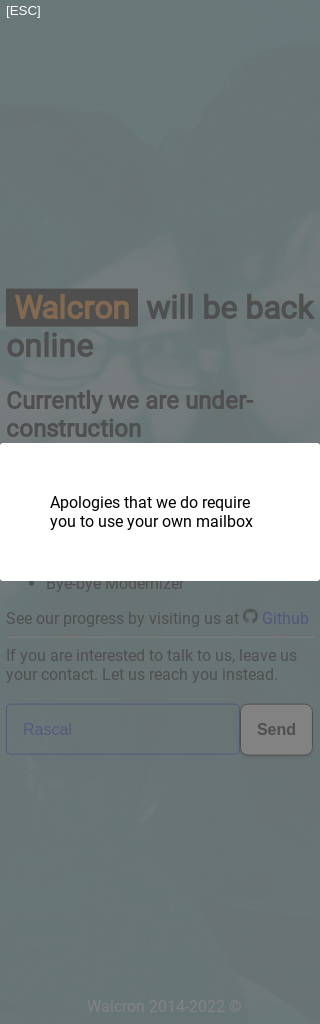 [ESC]
Walcron will be back
online
Currently we are under-
construction
Apologies that we do require
you to use your own mailbox
Bye-bye Modernizer
See our progress by visiting us at Github
If you are interested to talk to us, leave us
your contact. Let us reach you instead.
Rascal
Send
Walcron 2014-2022 ©